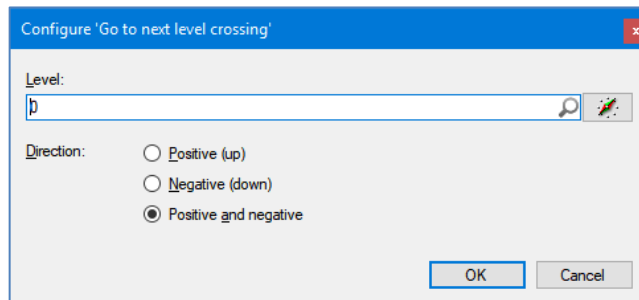 Configure 'Go to next level crossing'
x
Level:
0
Direction:
Positive (up)
Negative (down)
Positive and negative
OK
Cancel